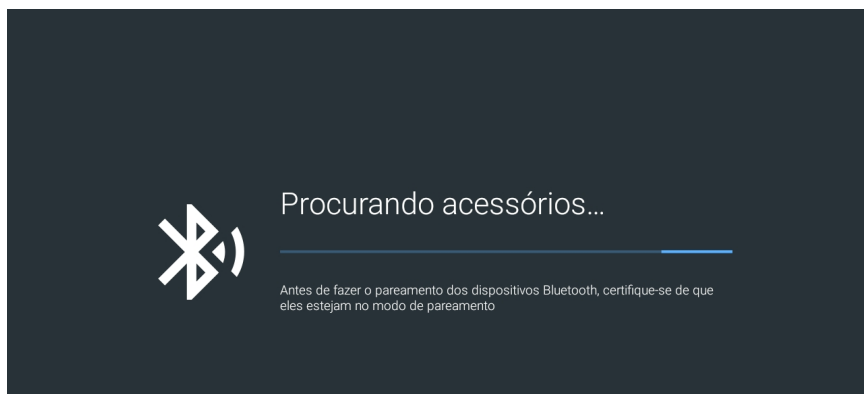 Procurando acessórios...
Antes de fazer o pareamento dos dispositivos Bluetooth, certifique-se de que
eles estejam no modo de pareamento